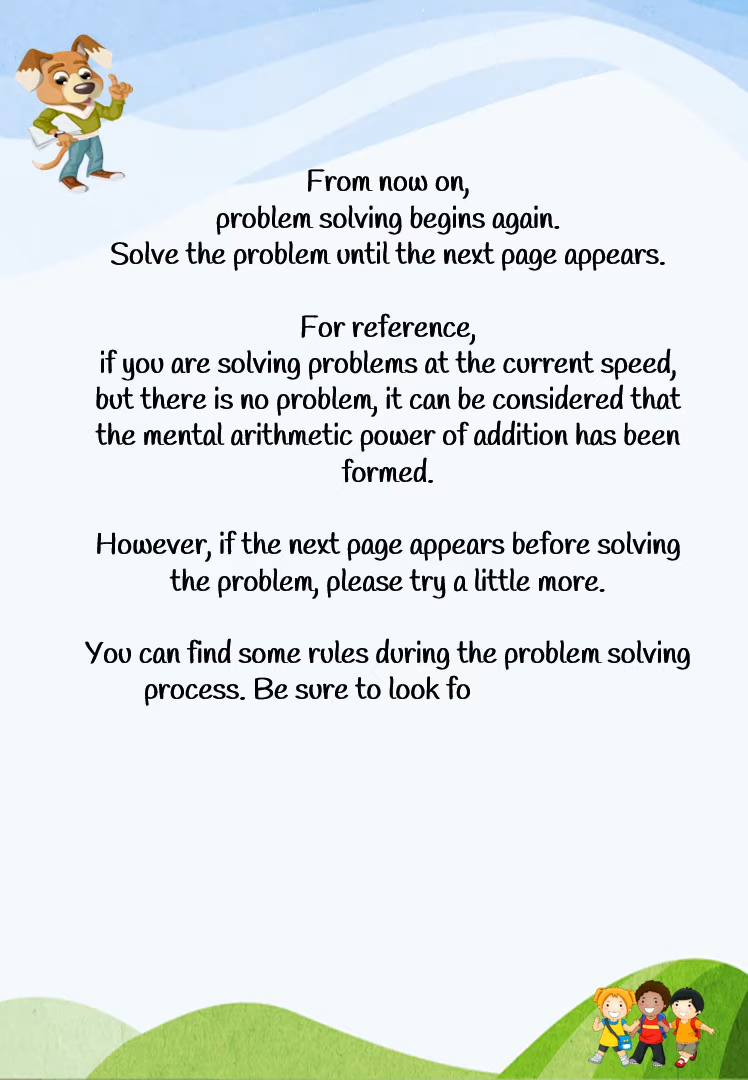 From now on,
problem solving begins again.
Solve the problem until the next page appears.
For reference,
if you are solving problems at the current speed,
but there is no problem, it can be considered that
the mental arithmetic power of addition has been
formed.
However, if the next page appears before solving
the problem, please try a little more.
You can find some rules during the problem solving
process. Be sure to look fo